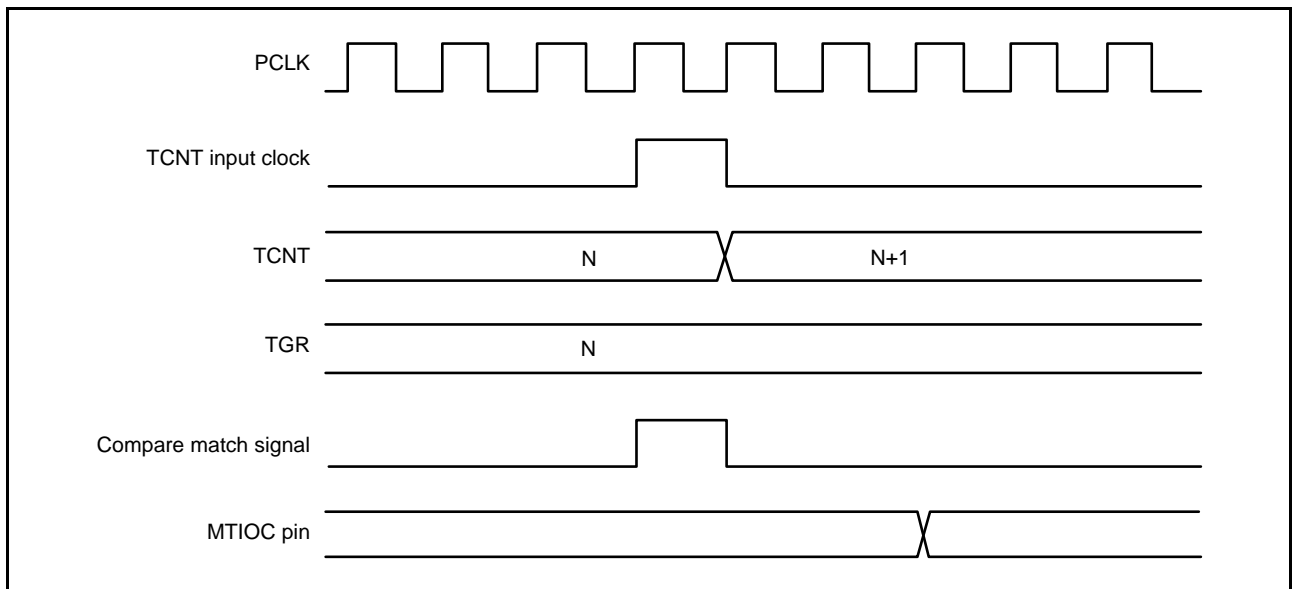 PCLK
TCNT input clock
TCNT
N
N+1
TGR
N
Compare match signal
MTIOC pin